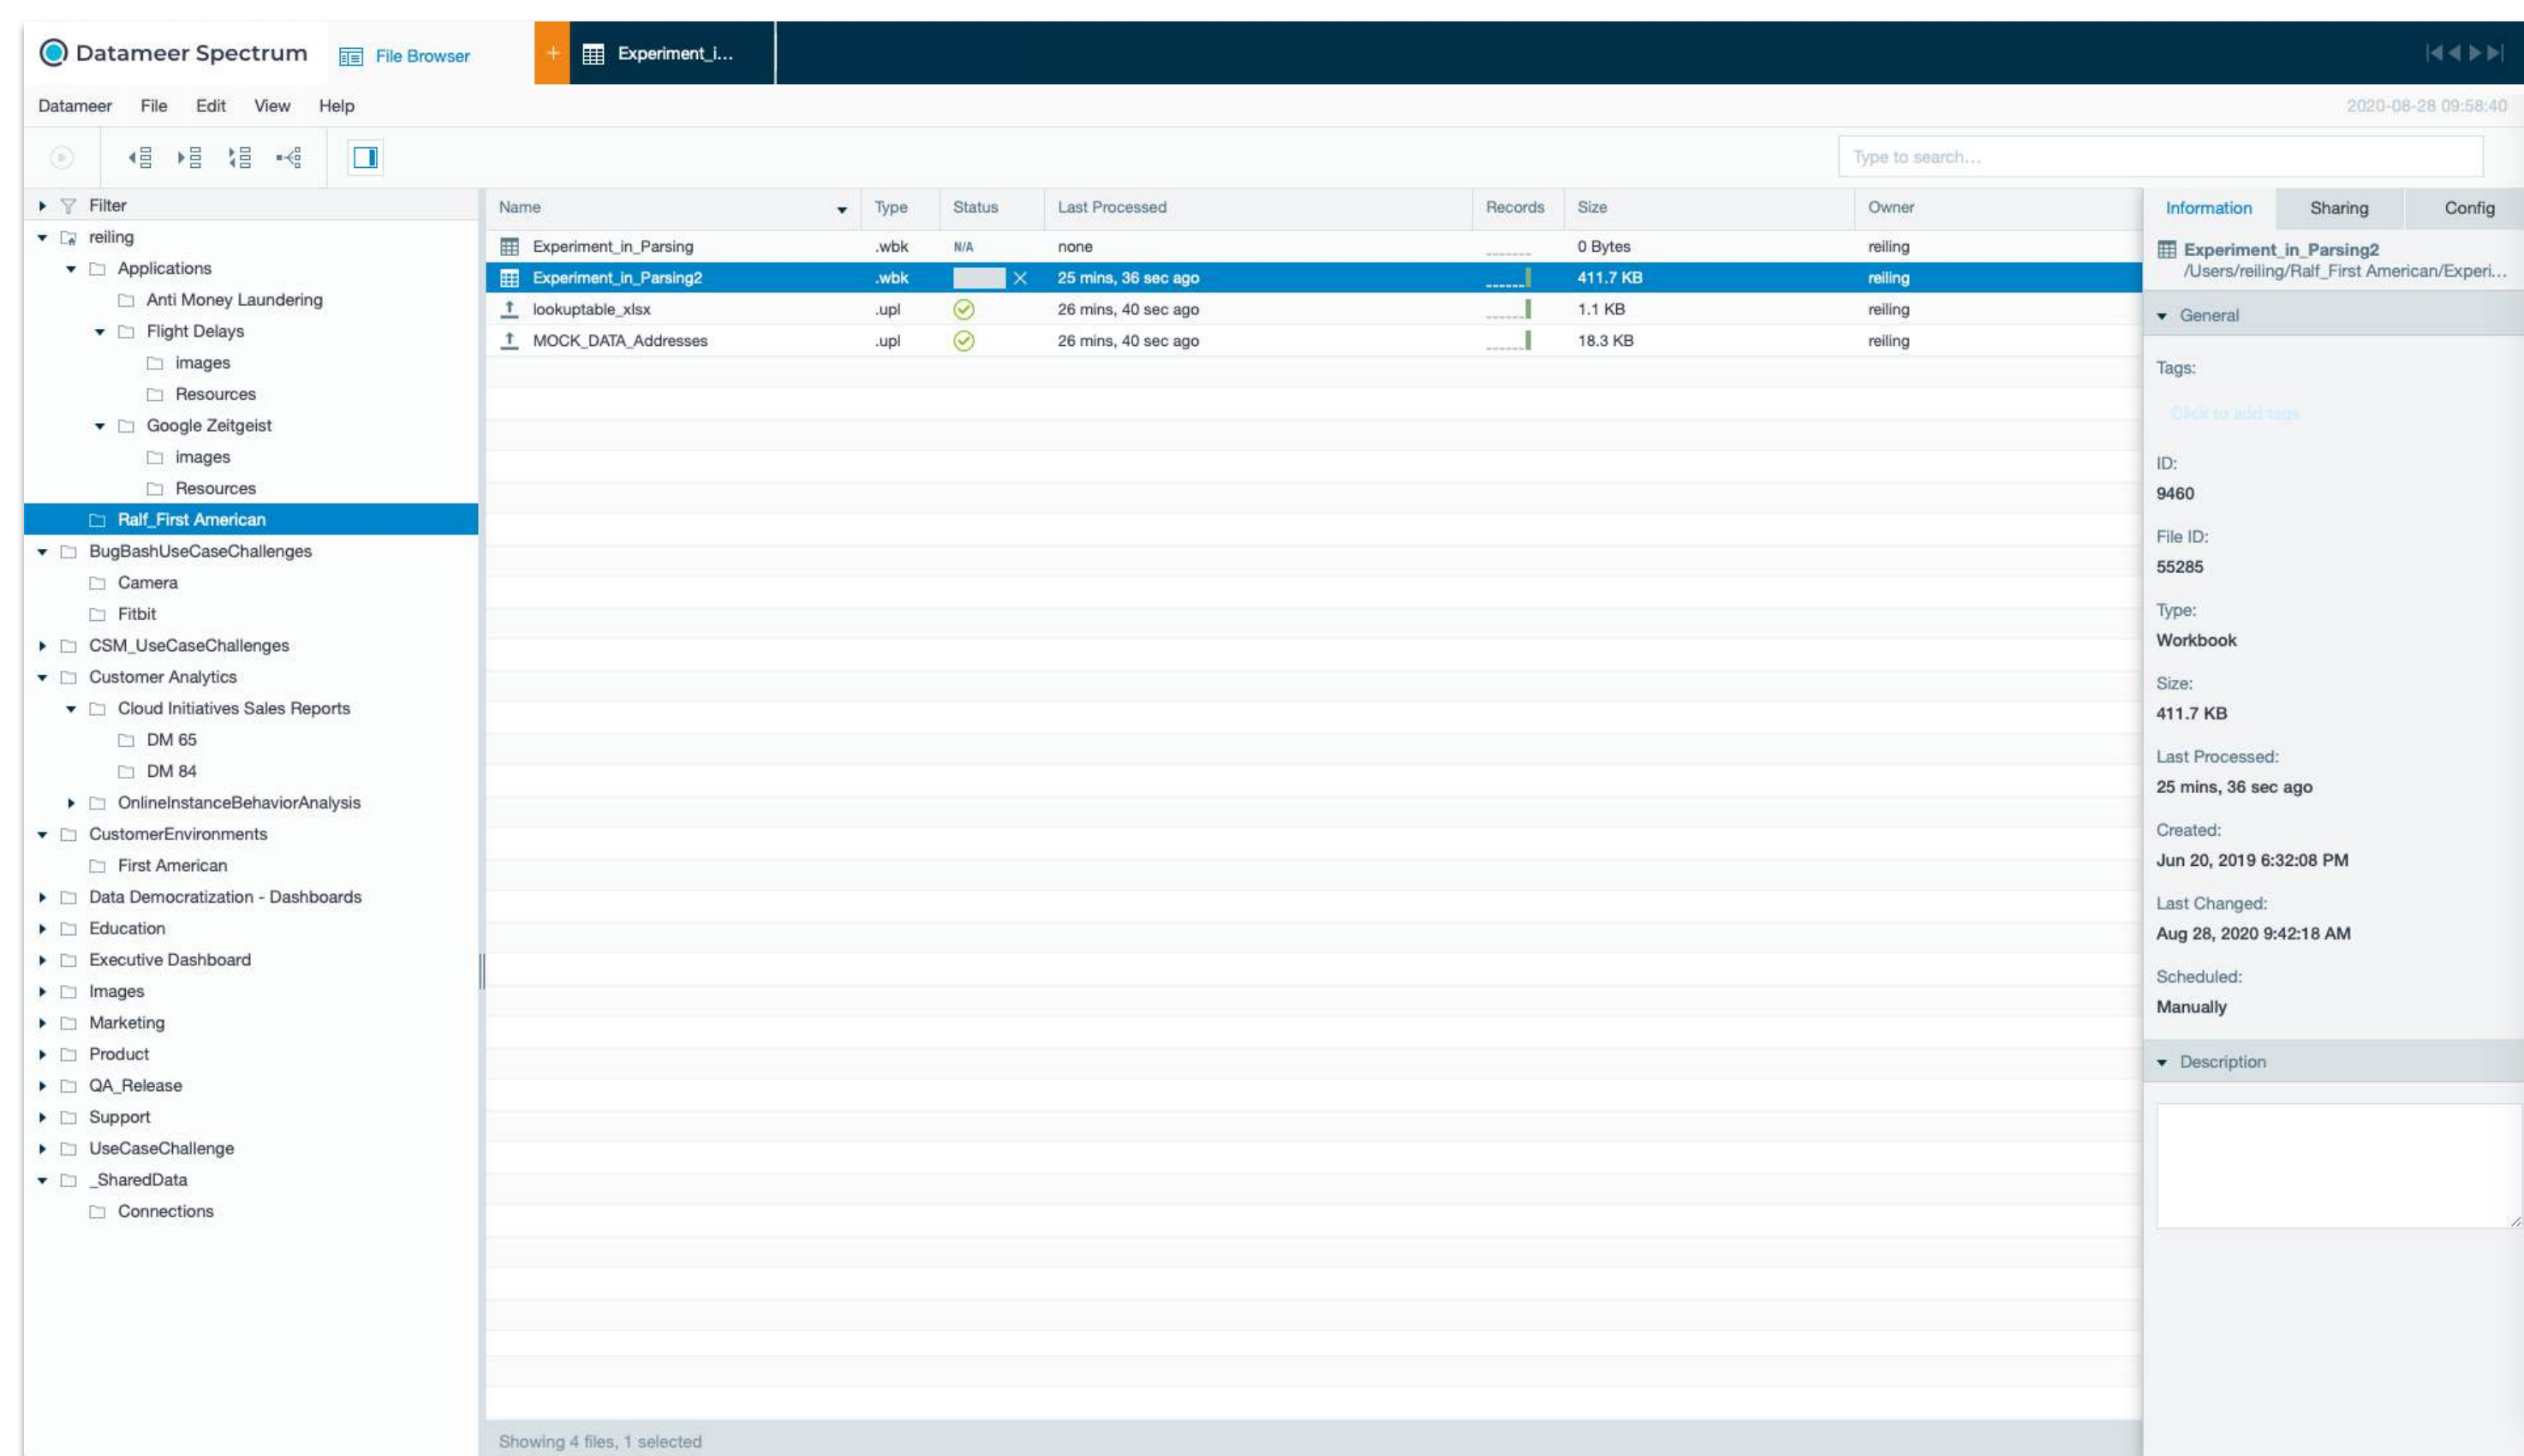 Datameer Spectrum File Browser + Experiment_i...
Datameer File Edit View Help 2020-08-28 09:58:40
Type to search...
Filter
reiling
Applications
Anti Money Laundering
Flight Delays
images
Resources
Google Zeitgeist
images
Resources
Ralf_First American
BugBashUseCaseChallenges
Camera
Fitbit
CSM_UseCaseChallenges
Customer Analytics
Cloud Initiatives Sales Reports
DM 65
DM 84
OnlineInstanceBehaviorAnalysis
CustomerEnvironments
First American
Data Democratization - Dashboards
Education
Executive Dashboard
Images
Marketing
Product
QA_Release
Support
UseCaseChallenge
_SharedData
Connections
Name Type Status Last Processed Records Size Owner
Experiment_in_Parsing .wbk N/A none 0 Bytes reiling
Experiment_in_Parsing2 .wbk 25 mins, 36 sec ago 411.7 KB reiling
lookuptable_xlsx .upl 26 mins, 40 sec ago 1.1 KB reiling
MOCK_DATA_Addresses .upl 26 mins, 40 sec ago 18.3 KB reiling
Showing 4 files, 1 selected
Information Sharing Config
Experiment_in_Parsing2
/Users/reiling/Ralf_First American/Experi...
General
Tags:
Click to add tags
ID:
9460
File ID:
55285
Type:
Workbook
Size:
411.7 KB
Last Processed:
25 mins, 36 sec ago
Created:
Jun 20, 2019 6:32:08 PM
Last Changed:
Aug 28, 2020 9:42:18 AM
Scheduled:
Manually
Description